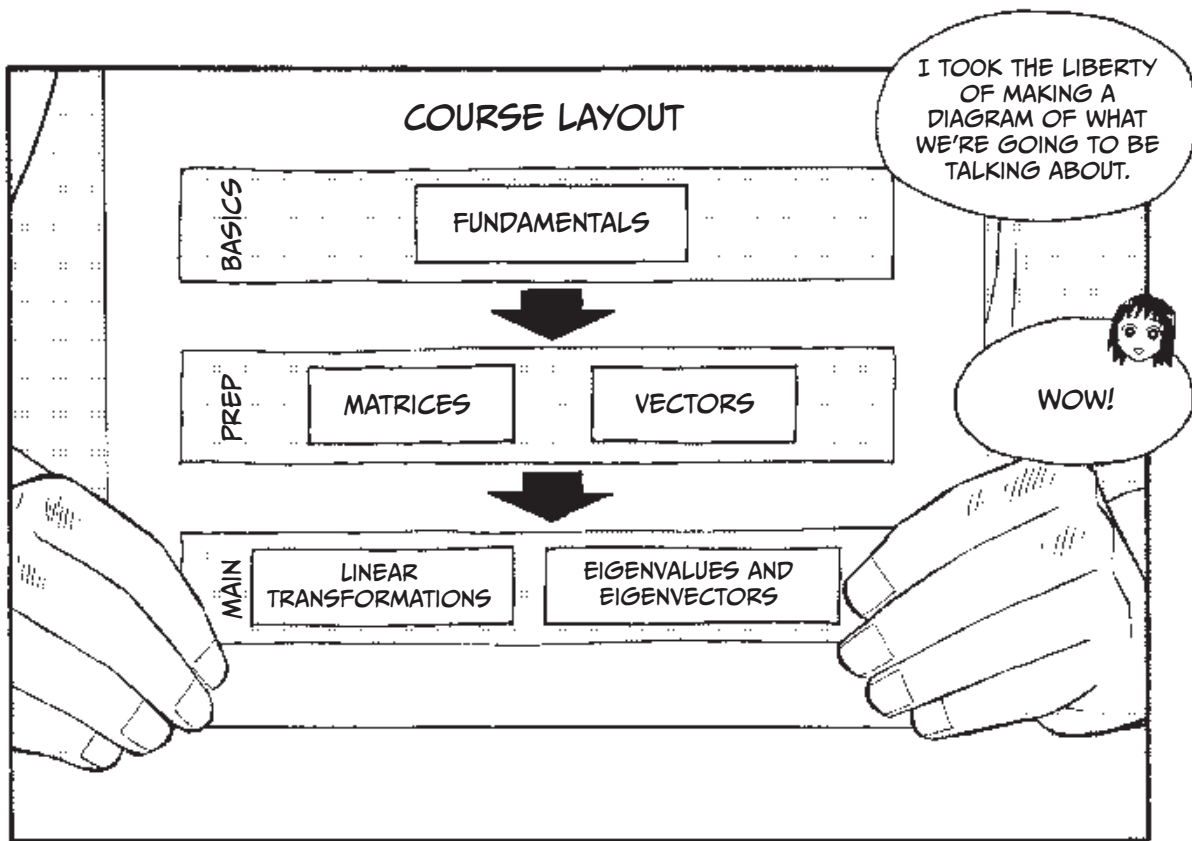 I TOOK THE LIBERTY
OF MAKING A
DIAGRAM OF WHAT
WE'RE GOING TO BE
TALKING ABOUT.
COURSE LAYOUT
BASICS
FUNDAMENTALS
WOW!
PREP
MATRICES
VECTORS
MAIN
LINEAR
TRANSFORMATIONS
EIGENVALUES AND
EIGENVECTORS